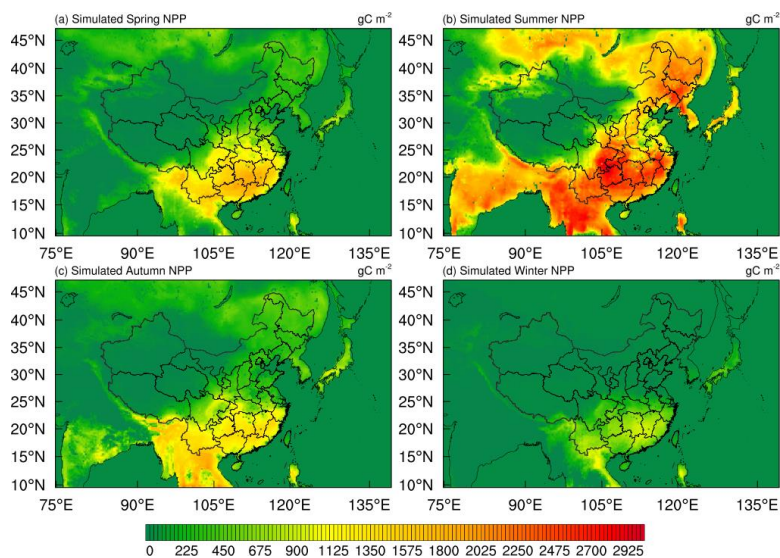 (a) Simulated Spring NPP gC m⁻² (b) Simulated Summer NPP gC m⁻²
45°N 45°N
40°N 40°N
35°N 35°N
30°N 30°N
25°N 25°N
20°N 20°N
15°N 15°N
10°N 10°N
75°E 90°E 105°E 120°E 135°E 75°E 90°E 105°E 120°E 135°E
(c) Simulated Autumn NPP gC m⁻² (d) Simulated Winter NPP gC m⁻²
45°N 45°N
40°N 40°N
35°N 35°N
30°N 30°N
25°N 25°N
20°N 20°N
15°N 15°N
10°N 10°N
75°E 90°E 105°E 120°E 135°E 75°E 90°E 105°E 120°E 135°E
0 225 450 675 900 1125 1350 1575 1800 2025 2250 2475 2700 2925